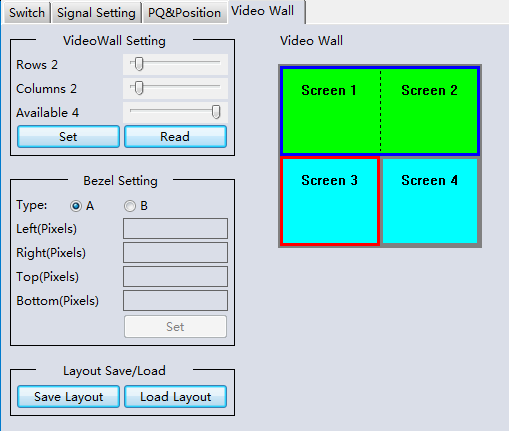 Switch Signal Setting PQ&Position Video Wall
VideoWall Setting
Rows 2
Columns 2
Available 4
Set Read
Bezel Setting
Type: A B
Left(Pixels)
Right(Pixels)
Top(Pixels)
Bottom(Pixels)
Set
Layout Save/Load
Save Layout Load Layout
Video Wall
Screen 1 Screen 2
Screen 3 Screen 4